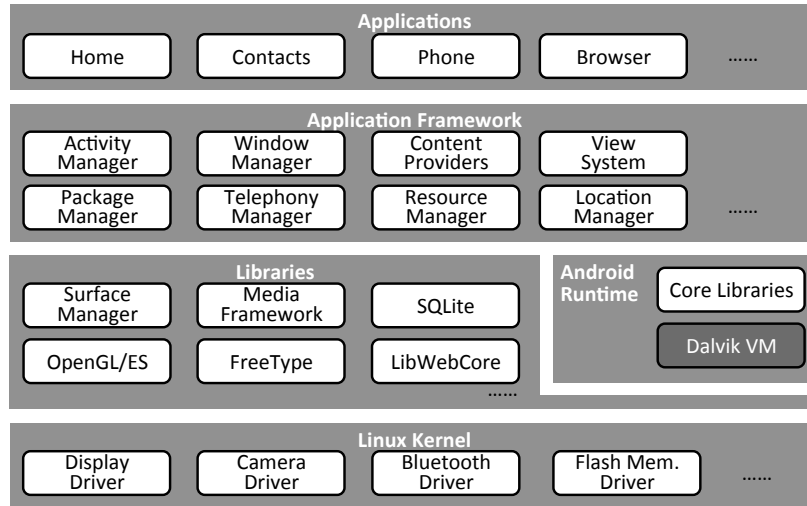 Applications
Home
Contacts
Phone
Browser
......
Application Framework
Activity
Manager
Window
Manager
Content
Providers
View
System
Package
Manager
Telephony
Manager
Resource
Manager
Location
Manager
......
Libraries
Surface
Manager
Media
Framework
SQLite
OpenGL/ES
FreeType
LibWebCore
......
Android
Runtime
Core Libraries
Dalvik VM
Linux Kernel
Display
Driver
Camera
Driver
Bluetooth
Driver
Flash Mem.
Driver
......